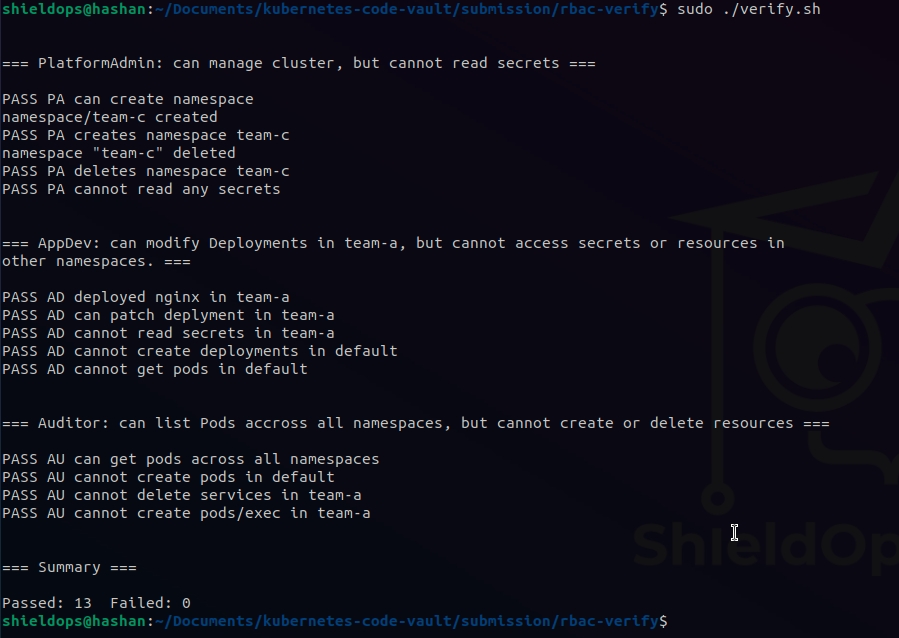 shieldops@hashan:~/Documents/kubernetes-code-vault/submission/rbac-verify$ sudo ./verify.sh
=== PlatformAdmin: can manage cluster, but cannot read secrets ===
PASS PA can create namespace
namespace/team-c created
PASS PA creates namespace team-c
namespace "team-c" deleted
PASS PA deletes namespace team-c
PASS PA cannot read any secrets
=== AppDev: can modify Deployments in team-a, but cannot access secrets or resources in
other namespaces. ===
PASS AD deployed nginx in team-a
PASS AD can patch deplyment in team-a
PASS AD cannot read secrets in team-a
PASS AD cannot create deployments in default
PASS AD cannot get pods in default
=== Auditor: can list Pods accross all namespaces, but cannot create or delete resources ===
PASS AU can get pods across all namespaces
PASS AU cannot create pods in default
PASS AU cannot delete services in team-a
PASS AU cannot create pods/exec in team-a
ShieldOp
=== Summary ===
Passed: 13  Failed: 0
shieldops@hashan:~/Documents/kubernetes-code-vault/submission/rbac-verify$